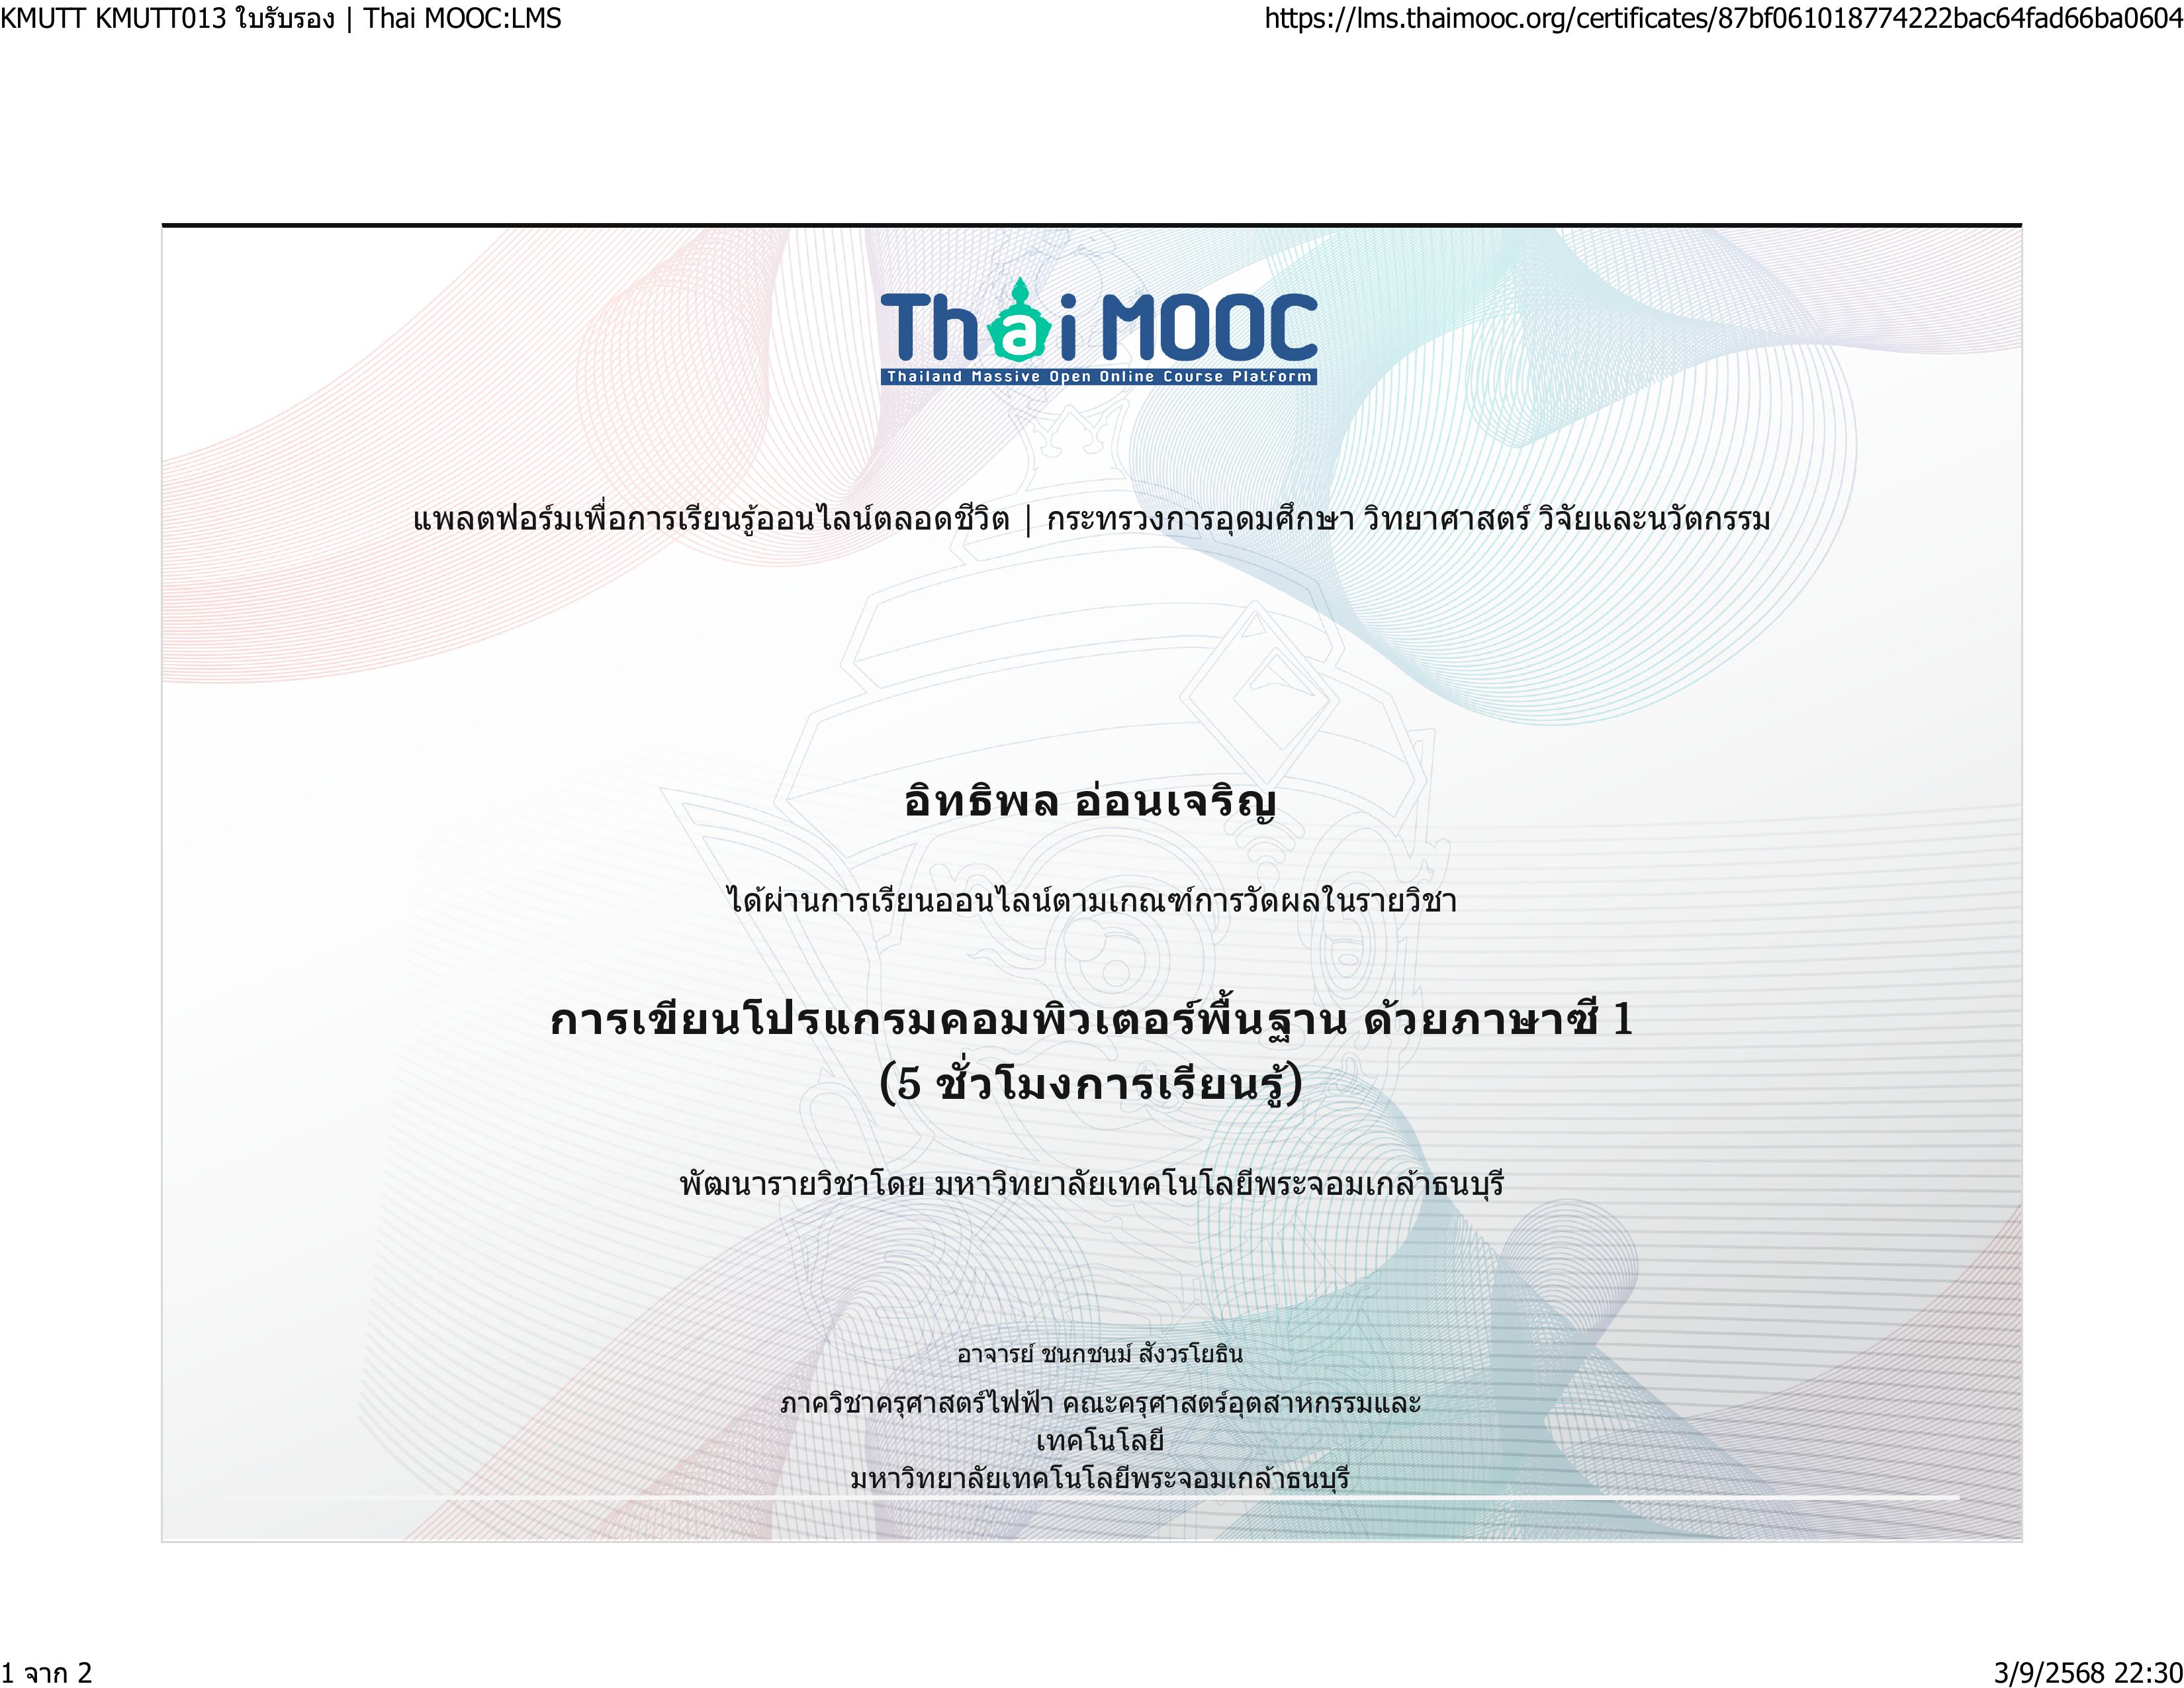 KMUTT KMUTT013 ใบรับรอง | Thai MOOC:LMS
https://lms.thaimooc.org/certificates/87bf061018774222bac64fad66ba0604
Thai MOOC
Thailand Massive Open Online Course Platform
แพลตฟอร์มเพื่อการเรียนรู้ออนไลน์ตลอดชีวิต | กระทรวงการอุดมศึกษา วิทยาศาสตร์ วิจัยและนวัตกรรม
อิทธิพล อ่อนเจริญ
ได้ผ่านการเรียนออนไลน์ตามเกณฑ์การวัดผลในรายวิชา
การเขียนโปรแกรมคอมพิวเตอร์พื้นฐาน ด้วยภาษาซี 1
(5 ชั่วโมงการเรียนรู้)
พัฒนารายวิชาโดย มหาวิทยาลัยเทคโนโลยีพระจอมเกล้าธนบุรี
อาจารย์ ชนกชนม์ สังวรโยธิน
ภาควิชาครุศาสตร์ไฟฟ้า คณะครุศาสตร์อุตสาหกรรมและ
เทคโนโลยี
มหาวิทยาลัยเทคโนโลยีพระจอมเกล้าธนบุรี
1 จาก 2
3/9/2568 22:30